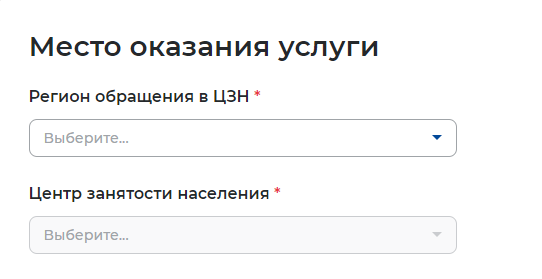 Место оказания услуги
Регион обращения в ЦЗН *
Выберите...
Центр занятости населения *
Выберите...